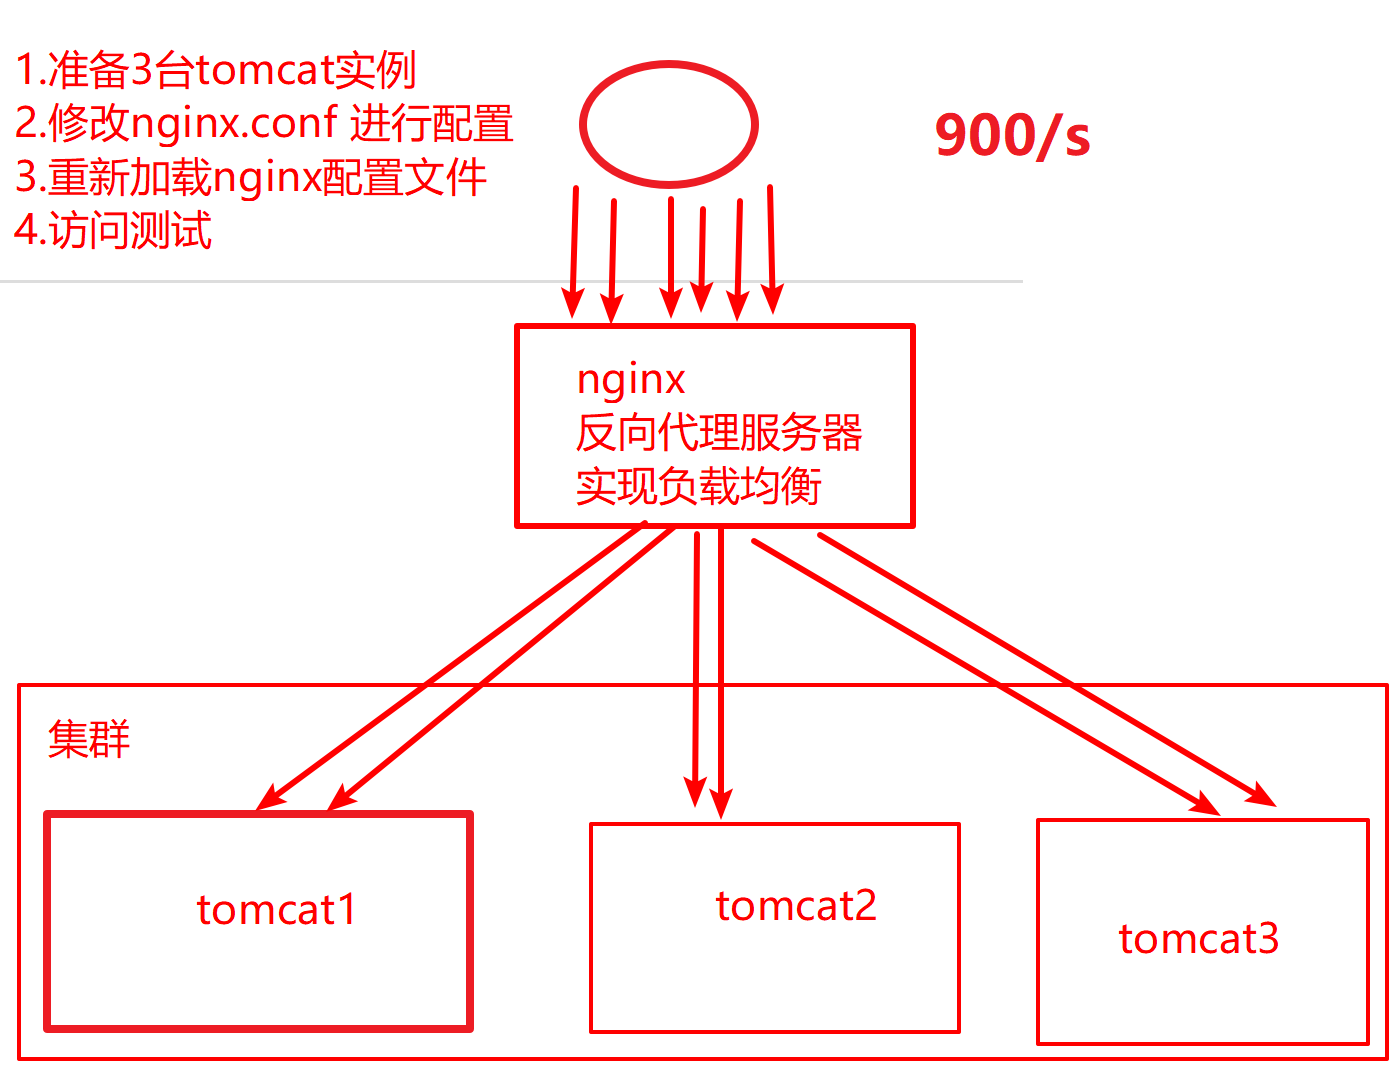 1.准备3台tomcat实例
2.修改nginx.conf 进行配置
3.重新加载nginx配置文件
4.访问测试
900/s
nginx
反向代理服务器
实现负载均衡
集群
tomcat1
tomcat2
tomcat3